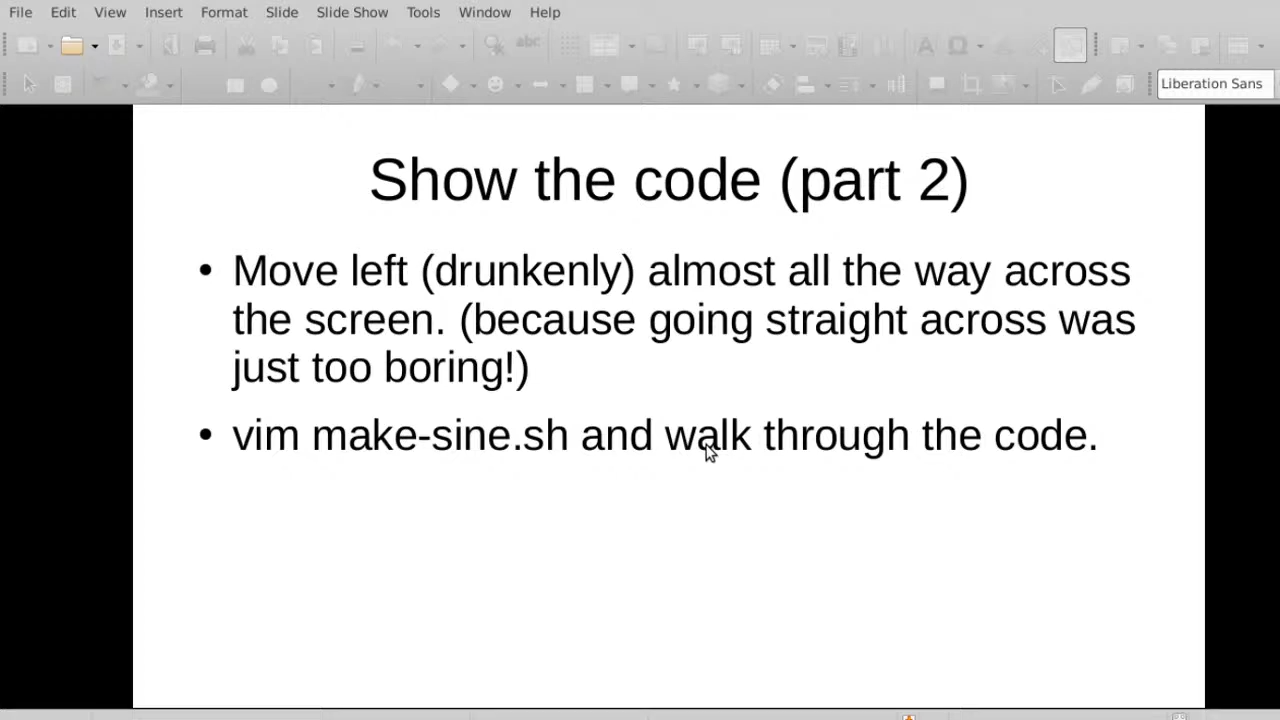 File Edit View Insert Format Slide Slide Show Tools Window Help
abc
Liberation Sans
Show the code (part 2)
• Move left (drunkenly) almost all the way across
the screen. (because going straight across was
just too boring!)
• vim make-sine.sh and walk through the code.